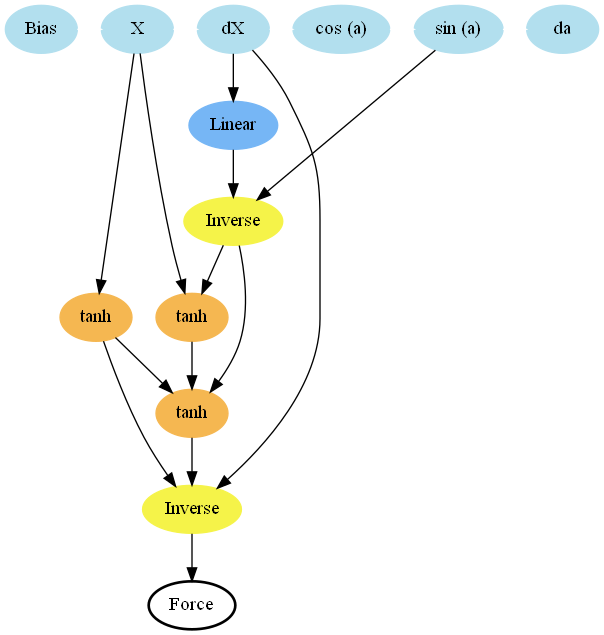 Bias
X
dX
cos (a)
sin (a)
da
Linear
Inverse
tanh
tanh
tanh
Inverse
Force